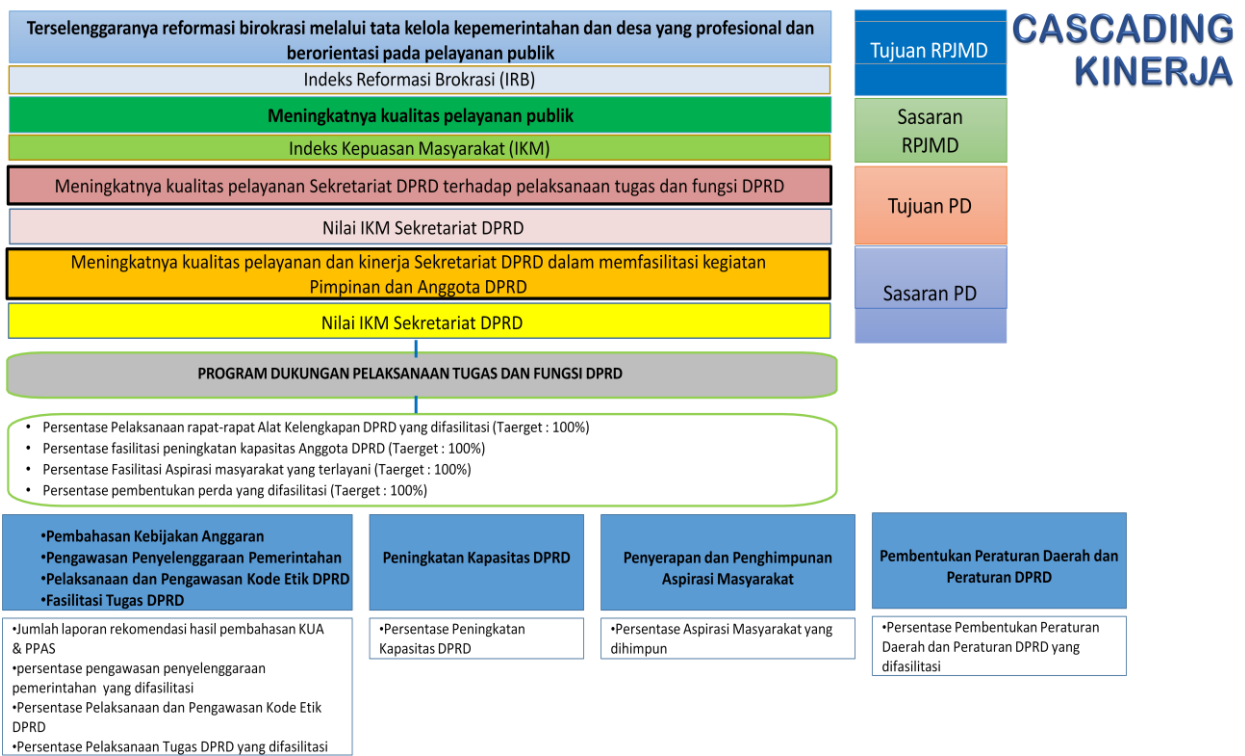 CASCADING
KINERJA
Terselenggaranya reformasi birokrasi melalui tata kelola kepemerintahan dan desa yang profesional dan
berorientasi pada pelayanan publik
Tujuan RPJMD
Indeks Reformasi Brokrasi (IRB)
Meningkatnya kualitas pelayanan publik
Sasaran
RPJMD
Indeks Kepuasan Masyarakat (IKM)
Meningkatnya kualitas pelayanan Sekretariat DPRD terhadap pelaksanaan tugas dan fungsi DPRD
Tujuan PD
Nilai IKM Sekretariat DPRD
Meningkatnya kualitas pelayanan dan kinerja Sekretariat DPRD dalam memfasilitasi kegiatan
Pimpinan dan Anggota DPRD
Sasaran PD
Nilai IKM Sekretariat DPRD
PROGRAM DUKUNGAN PELAKSANAAN TUGAS DAN FUNGSI DPRD
• Persentase Pelaksanaan rapat-rapat Alat Kelengkapan DPRD yang difasilitasi (Taerget : 100%)
• Persentase fasilitasi peningkatan kapasitas Anggota DPRD (Taerget : 100%)
• Persentase Fasilitasi Aspirasi masyarakat yang terlayani (Taerget : 100%)
• Persentase pembentukan perda yang difasilitasi (Taerget : 100%)
•Pembahasan Kebijakan Anggaran
•Pengawasan Penyelenggaraan Pemerintahan
•Pelaksanaan dan Pengawasan Kode Etik DPRD
•Fasilitasi Tugas DPRD
•Jumlah laporan rekomendasi hasil pembahasan KUA
& PPAS
•persentase pengawasan penyelenggaraan
pemerintahan yang difasilitasi
•Persentase Pelaksanaan dan Pengawasan Kode Etik
DPRD
•Persentase Pelaksanaan Tugas DPRD yang difasilitasi
Peningkatan Kapasitas DPRD
•Persentase Peningkatan
Kapasitas DPRD
Penyerapan dan Penghimpunan
Aspirasi Masyarakat
•Persentase Aspirasi Masyarakat yang
dihimpun
Pembentukan Peraturan Daerah dan
Peraturan DPRD
•Persentase Pembentukan Peraturan
Daerah dan Peraturan DPRD yang
difasilitasi